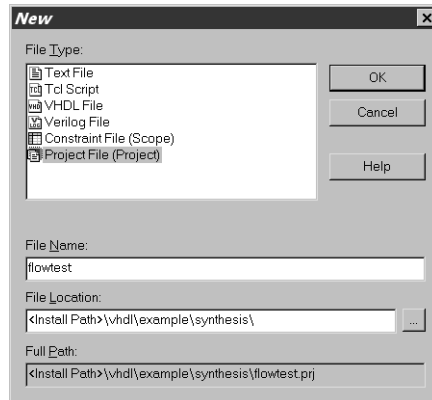 New
File Type:
Text File
Tcl Script
VHDL File
Verilog File
Constraint File (Scope)
Project File (Project)
OK
Cancel
Help
File Name:
flowtest
File Location:
<Install Path>\vhdl\example\synthesis\
...
Full Path:
<Install Path>\vhdl\example\synthesis\flowtest.prj